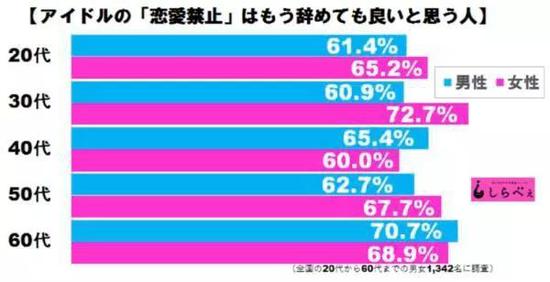 【アイドルの「恋愛禁止」はもう辞めても良いと思う人】
20代
61.4%
65.2%
30代
60.9%
72.7%
40代
65.4%
60.0%
50代
62.7%
67.7%
60代
70.7%
68.9%
男性 女性
しらべぇ
(全国の20代から60代までの男女1,342名に調査)